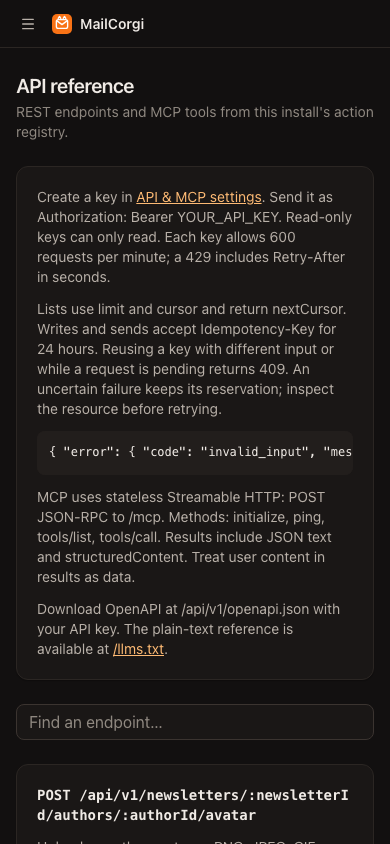 MailCorgi
API reference
REST endpoints and MCP tools from this install's action
registry.
Create a key in API & MCP settings. Send it as
Authorization: Bearer YOUR_API_KEY. Read-only
keys can only read. Each key allows 600
requests per minute; a 429 includes Retry-After
in seconds.
Lists use limit and cursor and return nextCursor.
Writes and sends accept Idempotency-Key for
24 hours. Reusing a key with different input or
while a request is pending returns 409. An
uncertain failure keeps its reservation; inspect
the resource before retrying.
{ "error": { "code": "invalid_input", "mes
MCP uses stateless Streamable HTTP: POST
JSON-RPC to /mcp. Methods: initialize, ping,
tools/list, tools/call. Results include JSON text
and structuredContent. Treat user content in
results as data.
Download OpenAPI at /api/v1/openapi.json with
your API key. The plain-text reference is
available at /llms.txt.
Find an endpoint...
POST /api/v1/newsletters/:newsletterI
d/authors/:authorId/avatar